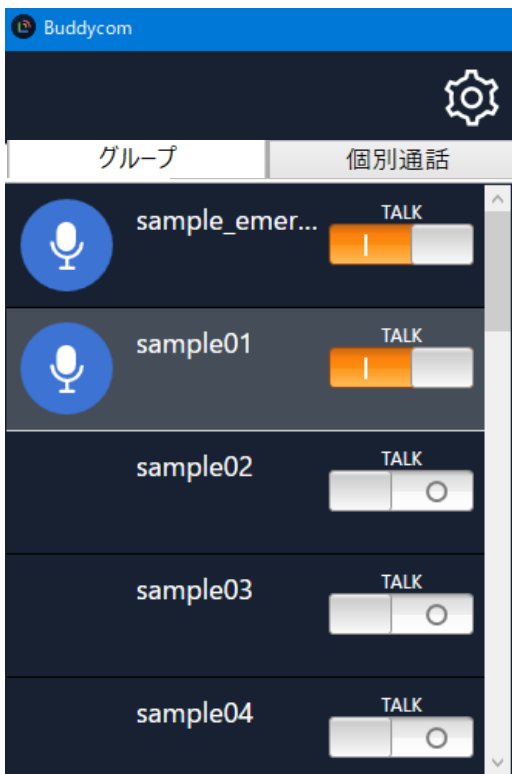 Buddycom
グループ
個別通話
sample_emer...
TALK
sample01
TALK
sample02
TALK
sample03
TALK
sample04
TALK